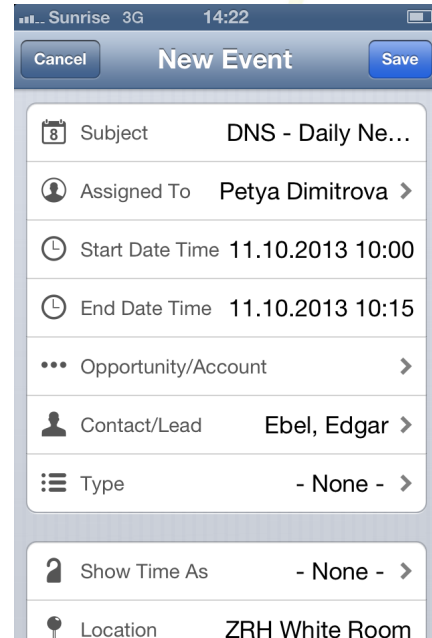 Sunrise 3G 14:22
Cancel New Event Save
8 Subject DNS - Daily Ne...
Assigned To Petya Dimitrova
Start Date Time 11.10.2013 10:00
End Date Time 11.10.2013 10:15
Opportunity/Account
Contact/Lead Ebel, Edgar
Type - None -
Show Time As - None -
Location ZRH White Room